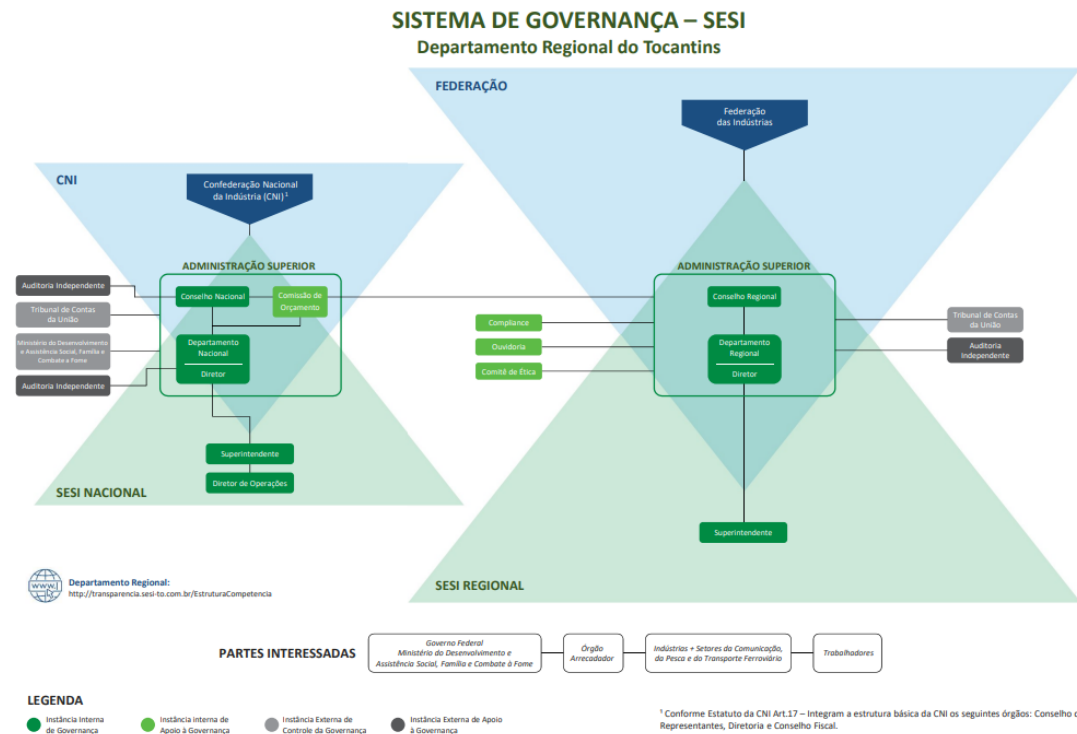 SISTEMA DE GOVERNANÇA – SESI
Departamento Regional do Tocantins
FEDERAÇÃO
Federação
das Indústrias
CNI
Confederação Nacional
da Indústria (CNI)¹
ADMINISTRAÇÃO SUPERIOR
Auditoria Independente
Conselho Nacional
Comissão de
Orçamento
Tribunal de Contas
da União
Ministério do Desenvolvimento
e Assistência Social, Família e
Combate a Fome
Departamento
Nacional
Diretor
Auditoria Independente
Superintendente
Diretor de Operações
SESI NACIONAL
ADMINISTRAÇÃO SUPERIOR
Conselho Regional
Compliance
Ouvidoria
Comitê de Ética
Departamento
Regional
Diretor
Tribunal de Contas
da União
Auditoria
Independente
Superintendente
SESI REGIONAL
www.
Departamento Regional:
http://transparencia.sesi-to.com.br/EstruturaCompetencia
PARTES INTERESSADAS
Governo Federal
Ministério do Desenvolvimento e
Assistência Social, Família e Combate à Fome
Órgão
Arrecadador
Indústrias + Setores da Comunicação,
da Pesca e do Transporte Ferroviário
Trabalhadores
LEGENDA
Instância Interna
de Governança
Instância interna de
Apoio à Governança
Instância Externa de
Controle da Governança
Instância Externa de Apoio
à Governança
¹ Conforme Estatuto da CNI Art.17 – Integram a estrutura básica da CNI os seguintes órgãos: Conselho d
Representantes, Diretoria e Conselho Fiscal.